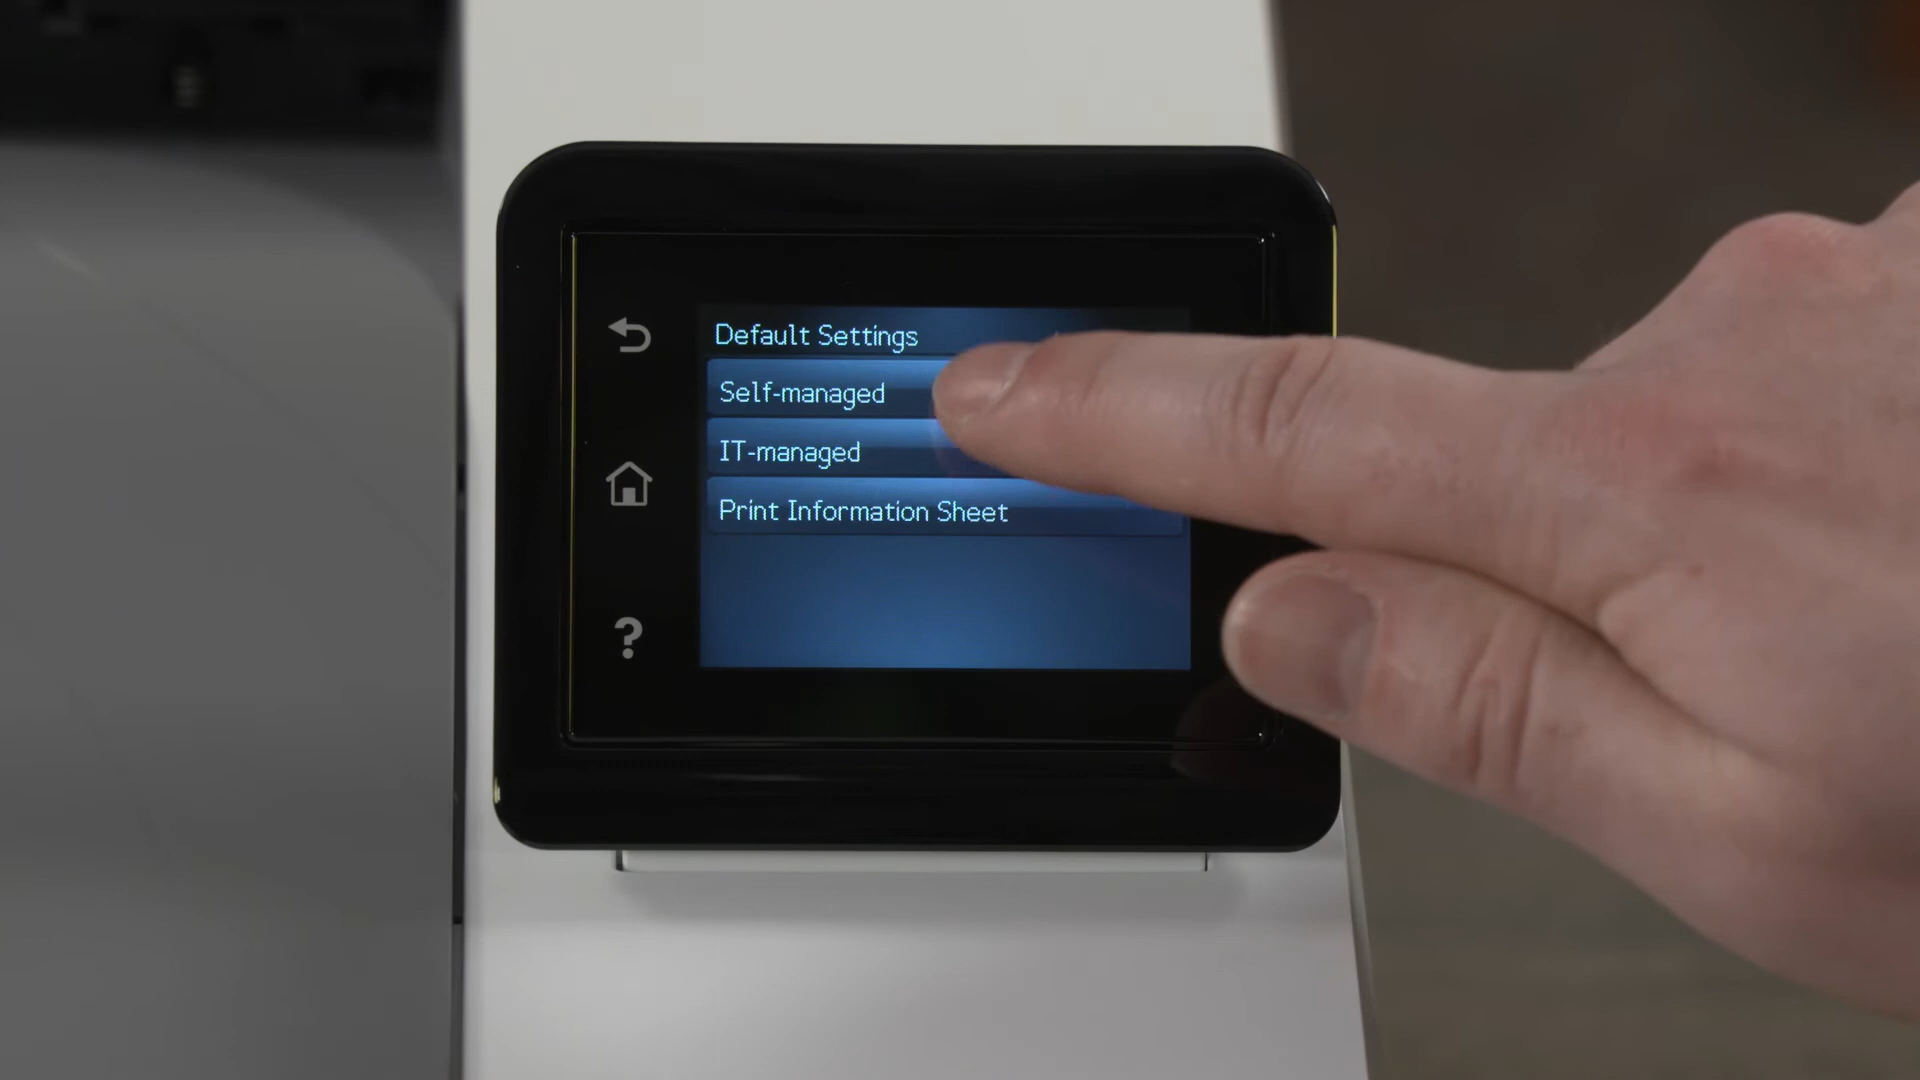 Default Settings
Self-managed
IT-managed
Print Information Sheet
?